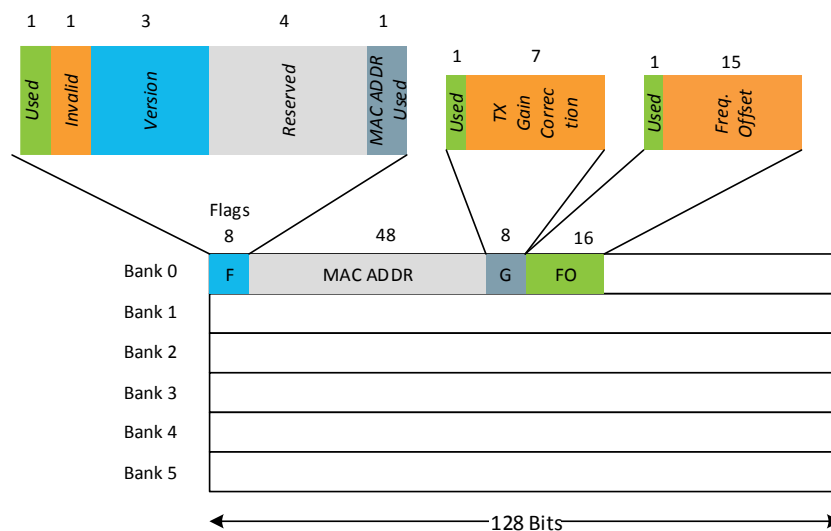 1 1 3 4 1
Used
Invalid
Version
Reserved
MAC ADDR
Used
1 7
Used
TX
Gain
Correc
tion
1 15
Used
Freq.
Offset
Flags
8 48 8 16
Bank 0 F MAC ADDR G FO
Bank 1
Bank 2
Bank 3
Bank 4
Bank 5
128 Bits